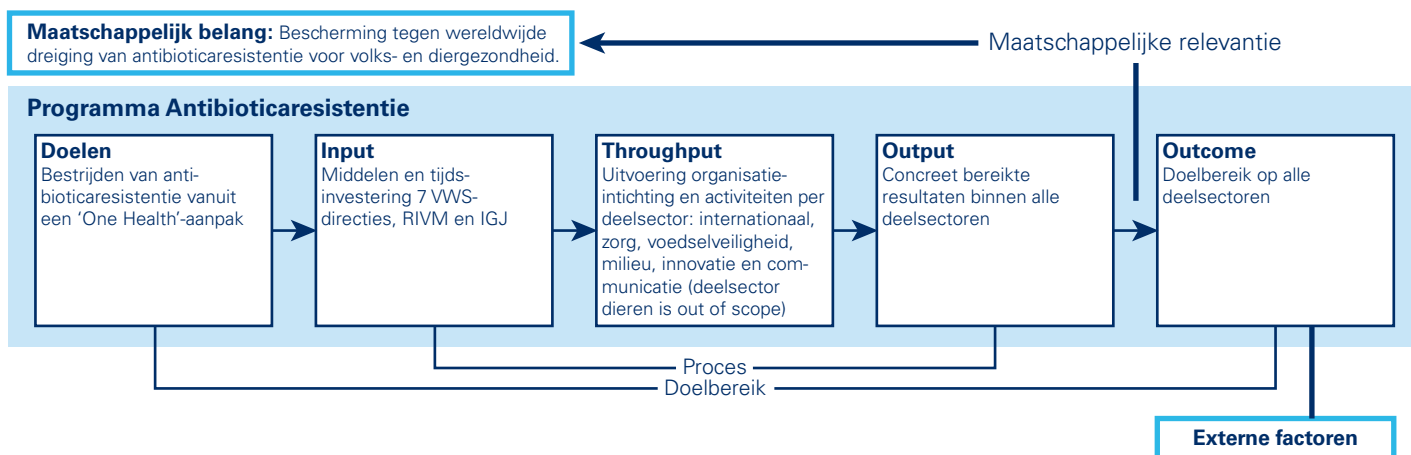 Maatschappelijk belang: Bescherming tegen wereldwijde
dreiging van antibioticaresistentie voor volks- en diergezondheid.
Maatschappelijke relevantie
Programma Antibioticaresistentie
Doelen
Bestrijden van anti-
bioticaresistentie vanuit
een ‘One Health’-aanpak
Input
Middelen en tijds-
investering 7 VWS-
directies, RIVM en IGJ
Throughput
Uitvoering organisatie-
intichting en activiteiten per
deelsector: internationaal,
zorg, voedselveiligheid,
milieu, innovatie en com-
municatie (deelsector
dieren is out of scope)
Output
Concreet bereikte
resultaten binnen alle
deelsectoren
Outcome
Doelbereik op alle
deelsectoren
Proces
Doelbereik
Externe factoren